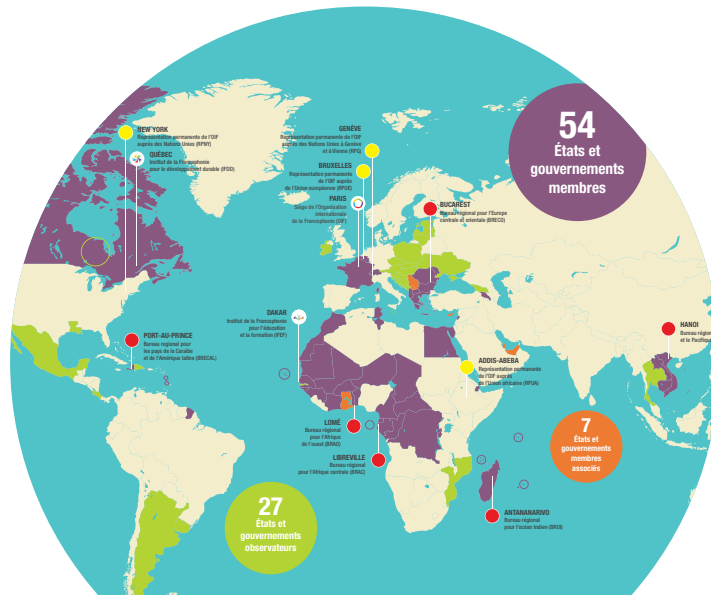 54
États et
gouvernements
membres
NEW YORK
Représentation permanente de l'OIF
auprès des Nations Unies (RPNY)
QUÉBEC
Institut de la Francophonie
pour le développement durable (IFDD)
GENÈVE
Représentation permanente de l'OIF
auprès des Nations Unies à Genève
et à Vienne (RPG)
BRUXELLES
Représentation permanente
de l'OIF auprès
de l'Union européenne (RPUE)
PARIS
Siège de l'Organisation
internationale
de la Francophonie (OIF)
BUCAREST
Bureau régional pour l'Europe
centrale et orientale (BRECO)
DAKAR
Institut de la Francophonie
pour l'éducation
et la formation (IFEF)
PORT-AU-PRINCE
Bureau régional pour
les pays de la Caraïbe
et de l'Amérique latine (BRECAL)
HANOI
Bureau région
et le Pacifique
ADDIS-ABEBA
Représentation permanente
de l'OIF auprès
de l'Union africaine (RPUA)
LOMÉ
Bureau régional
pour l'Afrique
de l'ouest (BRAO)
LIBREVILLE
Bureau régional
pour l'Afrique centrale (BRAC)
7
États et
gouvernements
membres
associés
27
États et
gouvernements
observateurs
ANTANANARIVO
Bureau régional
pour l'océan Indien (BROI)